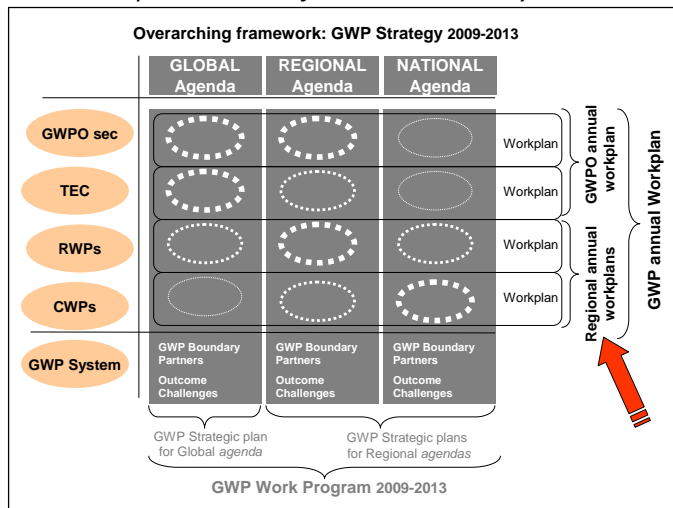 Overarching framework: GWP Strategy 2009-2013
GLOBAL
Agenda
REGIONAL
Agenda
NATIONAL
Agenda
GWPO sec
Workplan
TEC
Workplan
RWPs
Workplan
CWPs
Workplan
GWPO annual
workplan
Regional annual
workplans
GWP annual Workplan
GWP System
GWP Boundary
Partners
Outcome
Challenges
GWP Boundary
Partners
Outcome
Challenges
GWP Boundary
Partners
Outcome
Challenges
GWP Strategic plan
for Global agenda
GWP Strategic plans
for Regional agendas
GWP Work Program 2009-2013